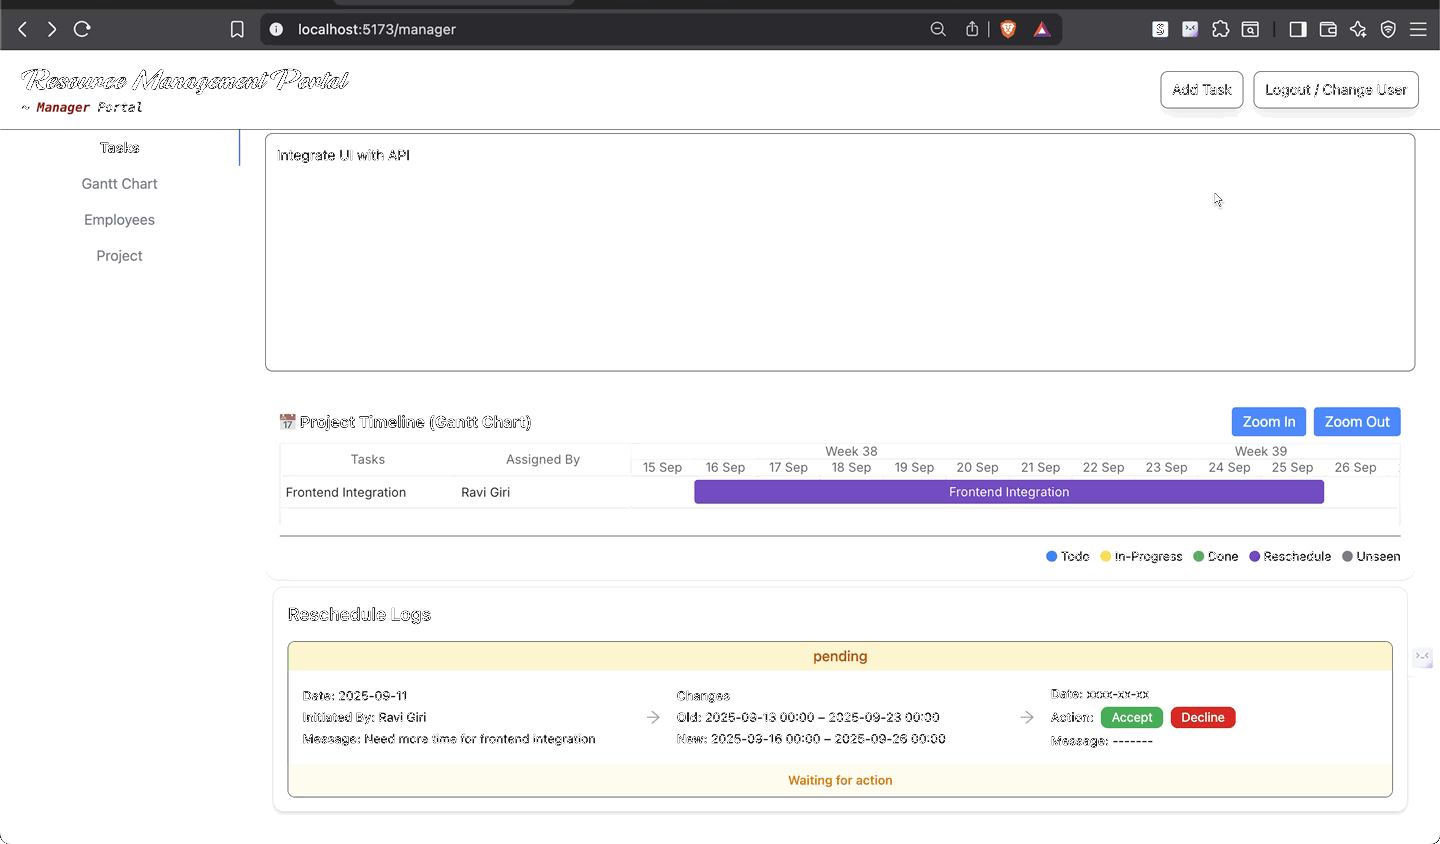 localhost:5173/manager
Resource Management Portal
~ Manager Portal
Add Task
Logout / Change User
Tasks
Gantt Chart
Employees
Project
Integrate UI with API
📅 Project Timeline (Gantt Chart)
Zoom In
Zoom Out
Tasks
Assigned By
Week 38
Week 39
15 Sep
16 Sep
17 Sep
18 Sep
19 Sep
20 Sep
21 Sep
22 Sep
23 Sep
24 Sep
25 Sep
26 Sep
Frontend Integration
Ravi Giri
Frontend Integration
Todo
In-Progress
Done
Reschedule
Unseen
Reschedule Logs
pending
Date: 2025-09-11
Initiated By: Ravi Giri
Message: Need more time for frontend integration
Changes
Old: 2025-09-13 00:00 – 2025-09-23 00:00
New: 2025-09-16 00:00 – 2025-09-26 00:00
Date: xxxx-xx-xx
Action:
Accept
Decline
Message: -------
Waiting for action